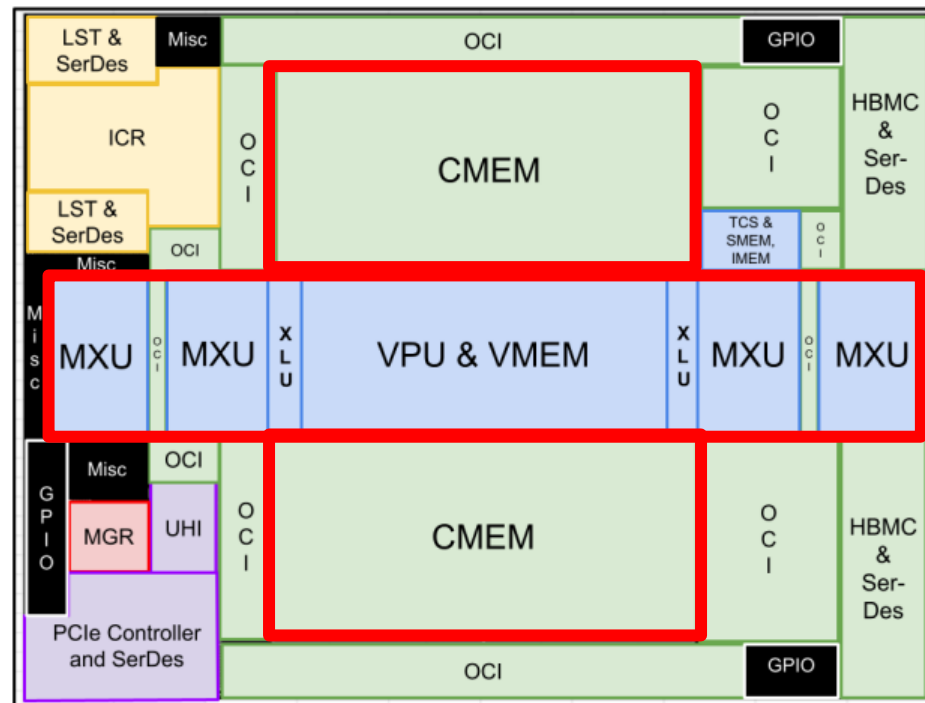 LST &
SerDes
Misc
OCI
GPIO
ICR
O
C
I
CMEM
O
C
I
HBMC
&
Ser-
Des
LST &
SerDes
OCI
TCS &
SMEM,
IMEM
O
C
I
Misc
M
i
s
c
MXU
O
C
I
MXU
X
L
U
VPU & VMEM
X
L
U
MXU
O
C
I
MXU
G
P
I
O
Misc
OCI
MGR
UHI
O
C
I
CMEM
O
C
I
HBMC
&
Ser-
Des
PCIe Controller
and SerDes
OCI
GPIO